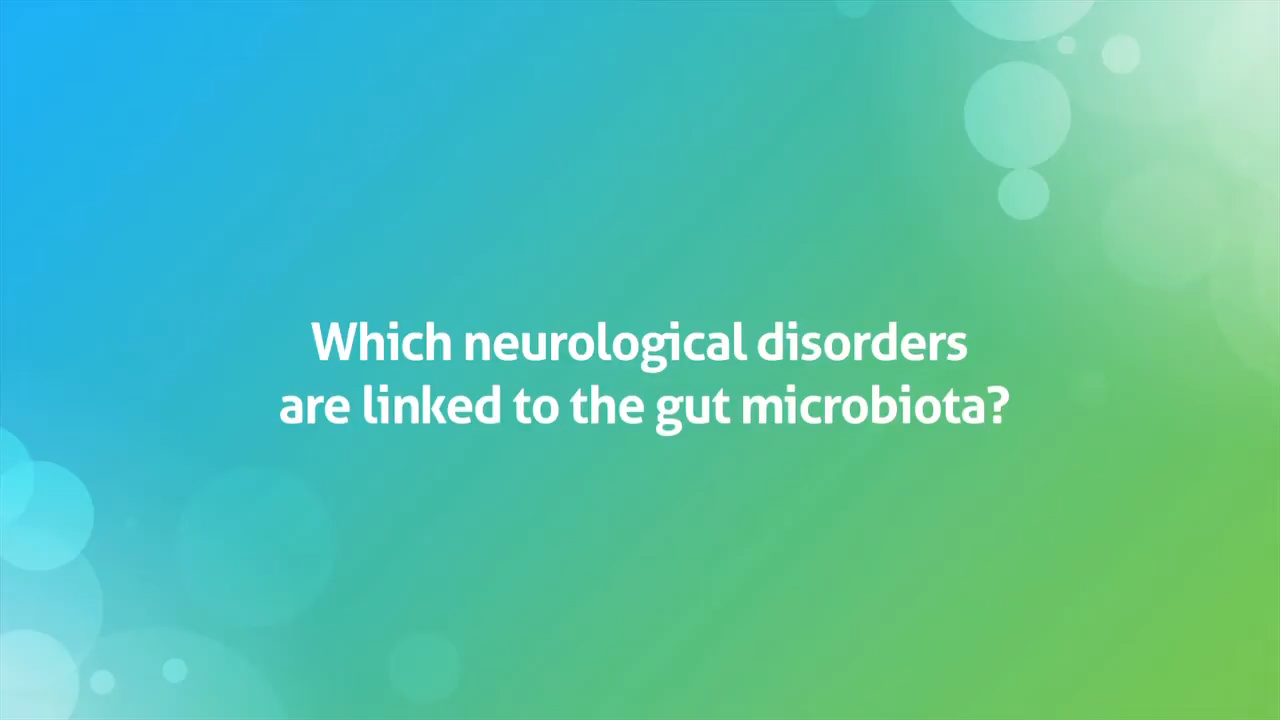 Which neurological disorders
are linked to the gut microbiota?